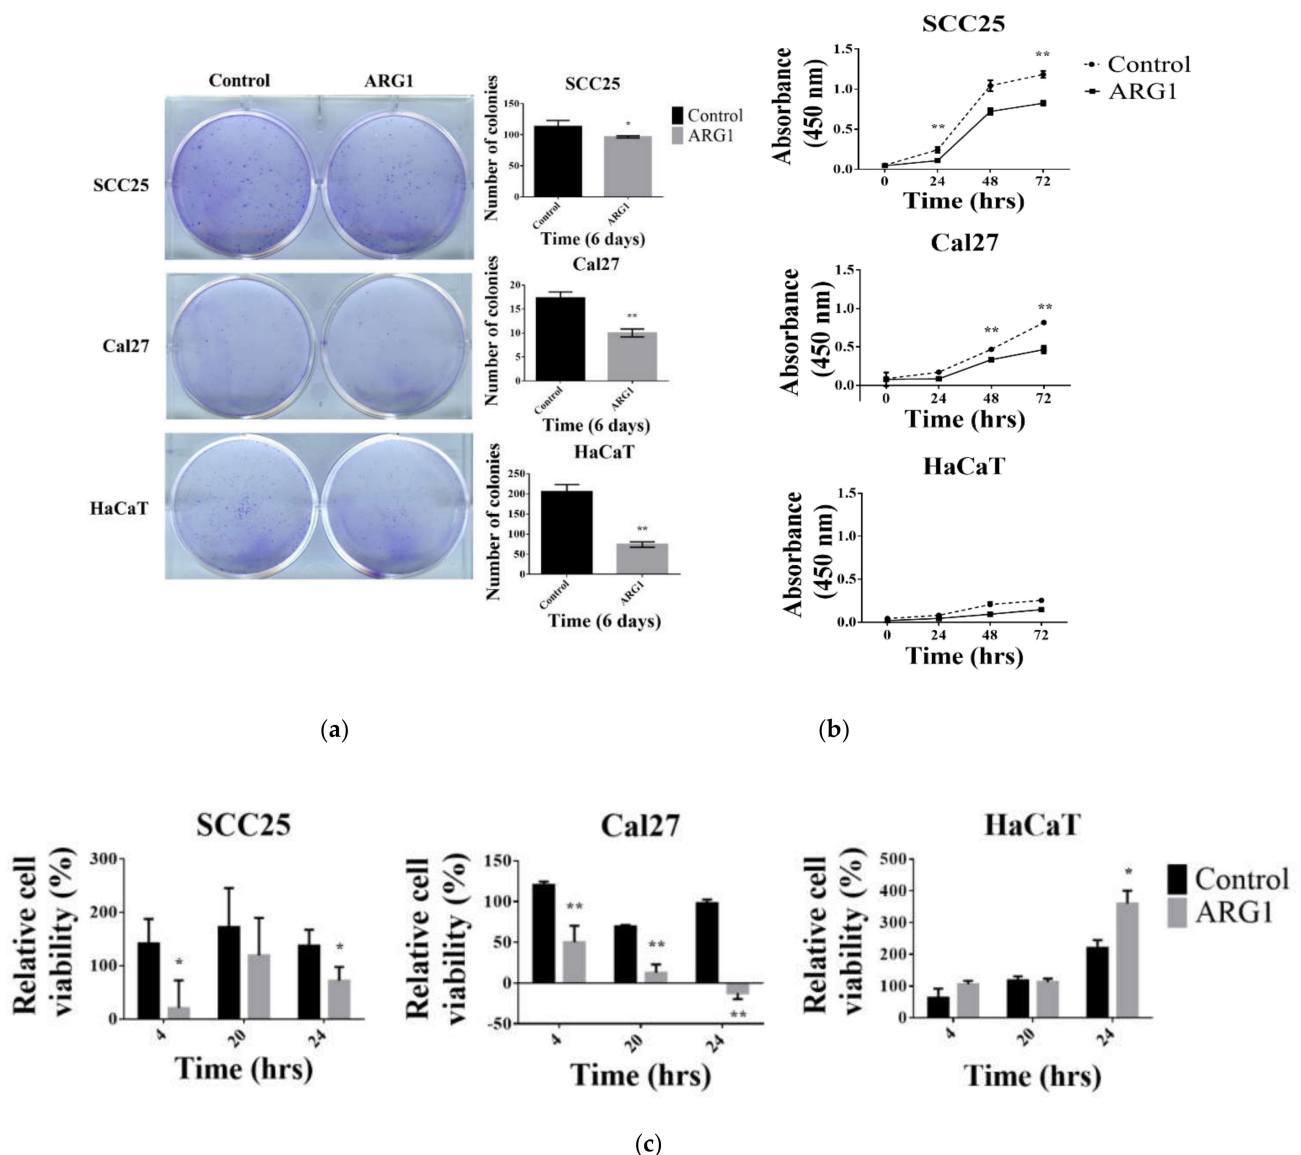 Control ARG1
SCC25
Cal27
HaCaT
SCC25
Number of colonies
150
100
50
0
*
Control
ARG1
Control ARG1
Time (6 days)
Cal27
Number of colonies
20
15
10
5
0
**
Control ARG1
Time (6 days)
HaCaT
Number of colonies
250
200
150
100
50
0
**
Control ARG1
Time (6 days)
(a)
SCC25
Absorbance
(450 nm)
1.5
1.0
0.5
0.0
** **
0 24 48 72
Time (hrs)
Control
ARG1
Cal27
Absorbance
(450 nm)
1.5
1.0
0.5
0.0
** **
0 24 48 72
Time (hrs)
HaCaT
Absorbance
(450 nm)
1.5
1.0
0.5
0.0
0 24 48 72
Time (hrs)
(b)
SCC25
Relative cell
viability (%)
300
200
100
0
* *
4 20 24
Time (hrs)
Cal27
Relative cell
viability (%)
150
100
50
0
-50
** ** **
4 20 24
Time (hrs)
HaCaT
Relative cell
viability (%)
500
400
300
200
100
0
*
4 20 24
Time (hrs)
Control
ARG1
(c)